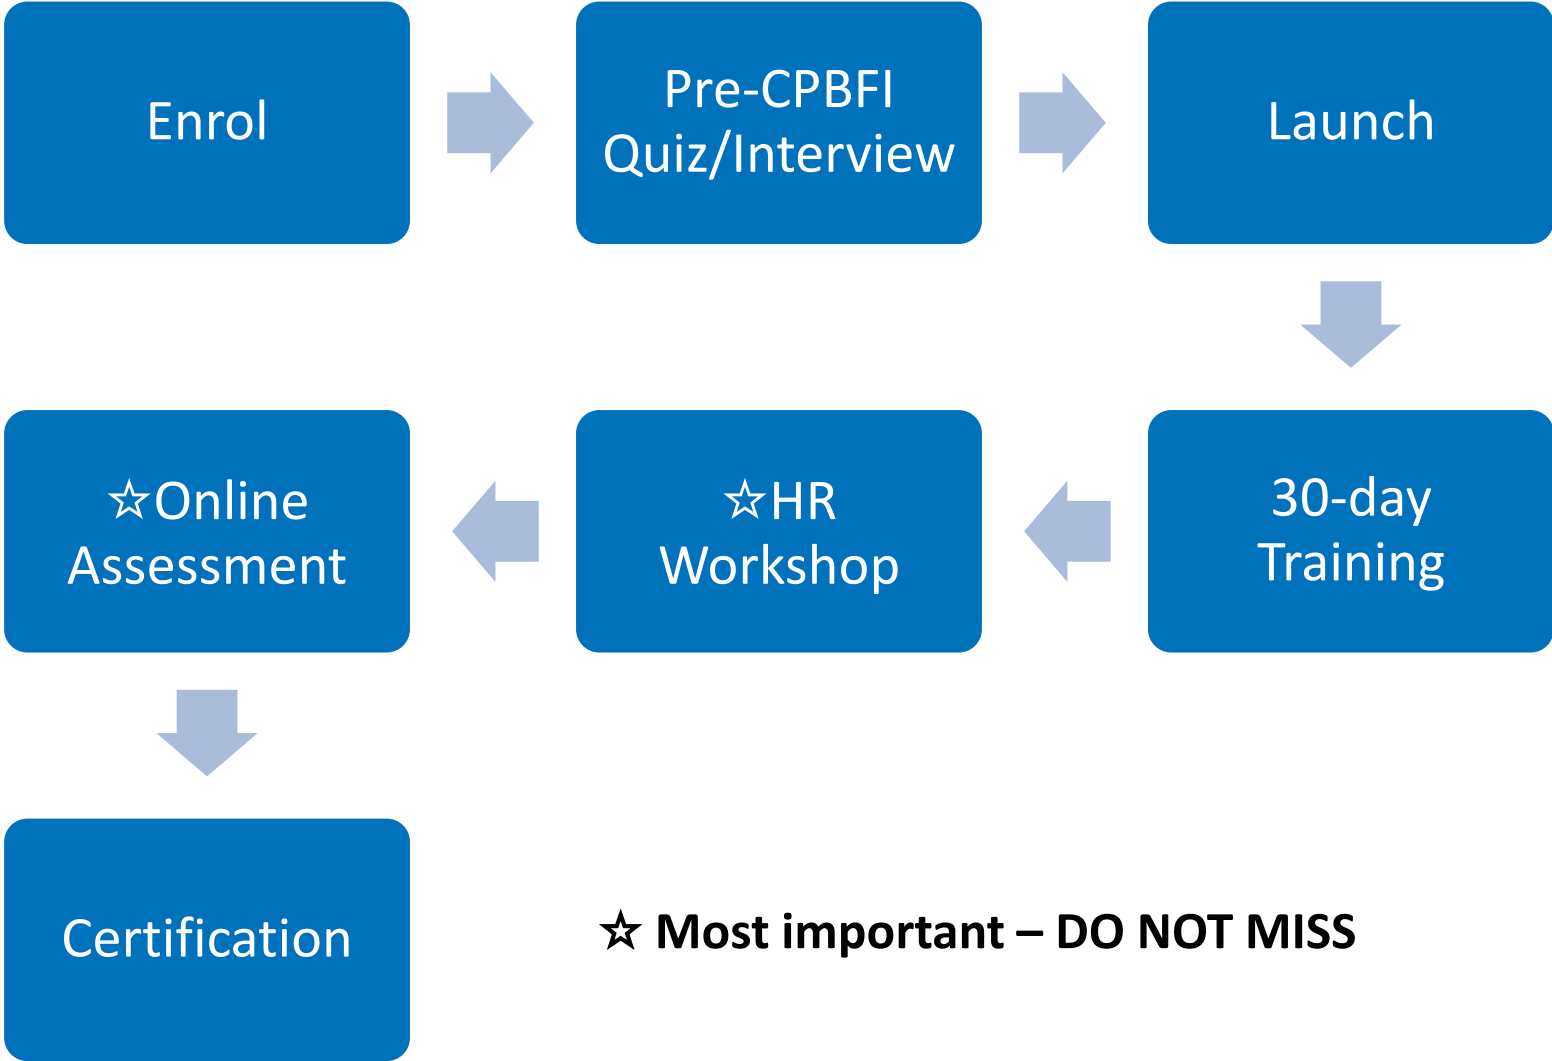 Enrol
Pre-CPBFI
Quiz/Interview
Launch
30-day
Training
☆HR
Workshop
☆Online
Assessment
Certification
☆ Most important – DO NOT MISS